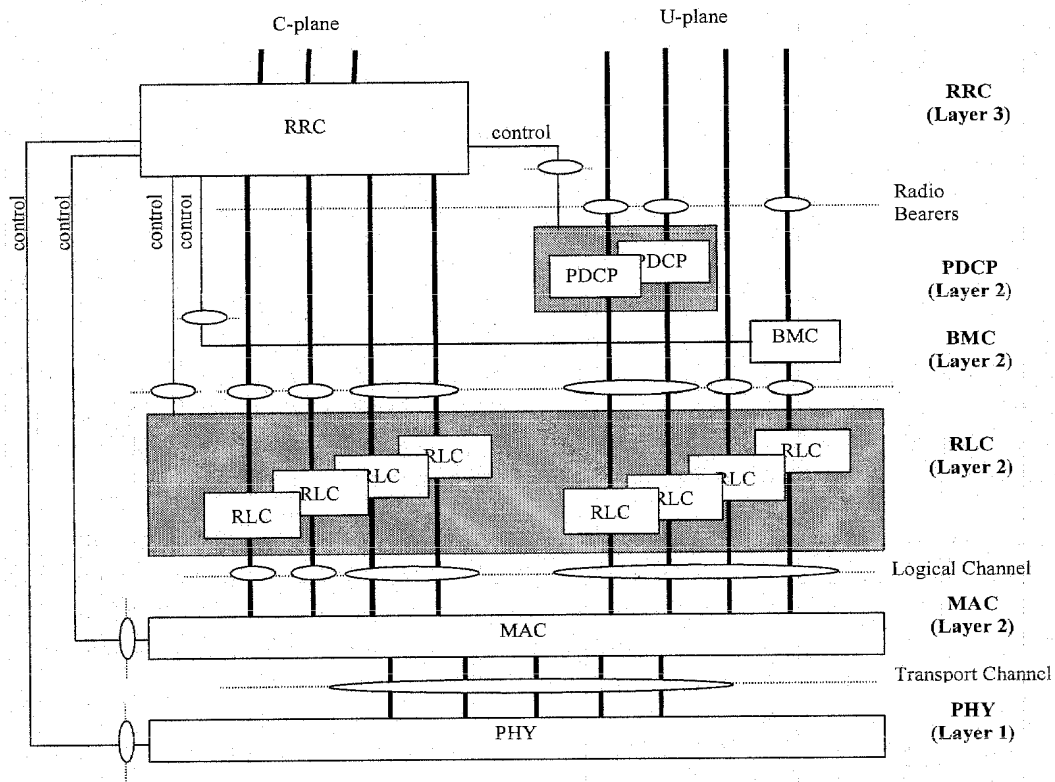 C-plane
U-plane
RRC
RRC
(Layer 3)
control
control
control
control
control
Radio
Bearers
PDCP
PDCP
PDCP
(Layer 2)
BMC
BMC
(Layer 2)
RLC
RLC
RLC
RLC
RLC
RLC
RLC
RLC
RLC
(Layer 2)
Logical Channel
MAC
MAC
(Layer 2)
Transport Channel
PHY
PHY
(Layer 1)